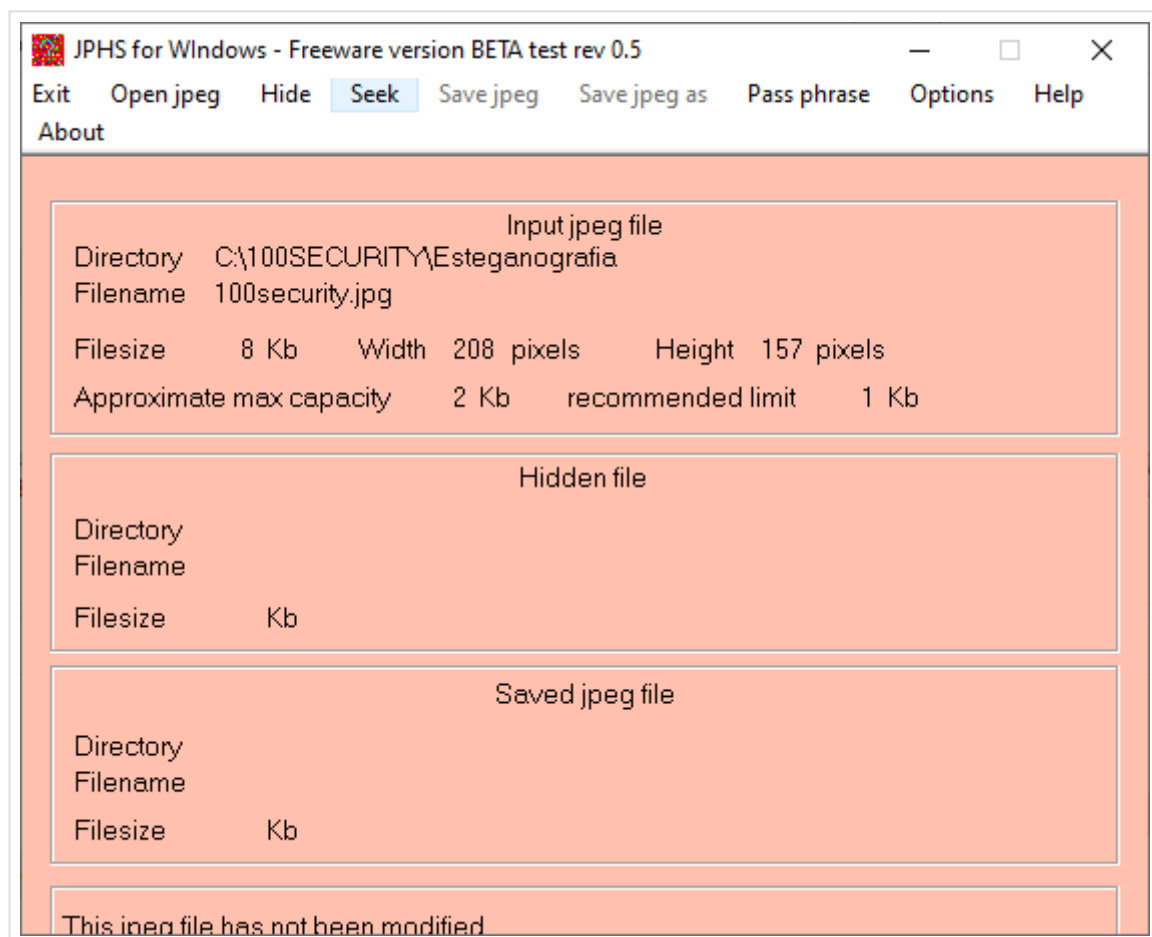 JPHS for WIndows - Freeware version BETA test rev 0.5
Exit Open jpeg Hide Seek Save jpeg Save jpeg as Pass phrase Options Help
About
Input jpeg file
Directory C:\100SECURITY\Esteganografia
Filename 100security.jpg
Filesize 8 Kb Width 208 pixels Height 157 pixels
Approximate max capacity 2 Kb recommended limit 1 Kb
Hidden file
Directory
Filename
Filesize Kb
Saved jpeg file
Directory
Filename
Filesize Kb
This jpeg file has not been modified